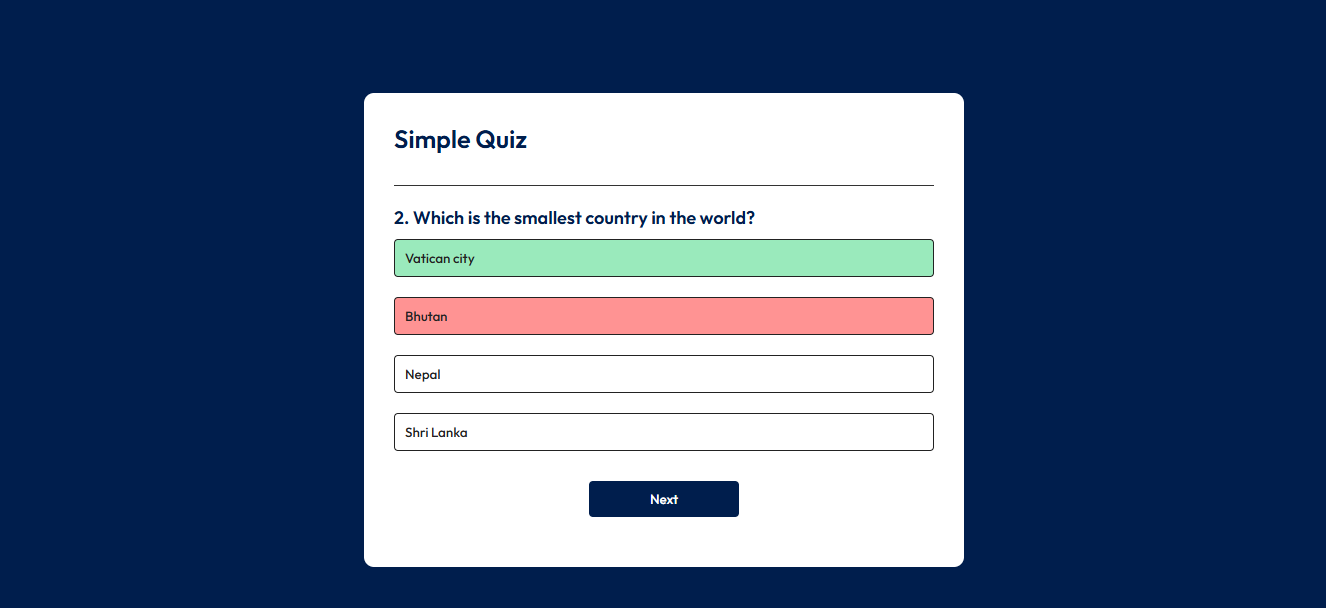 Simple Quiz
2. Which is the smallest country in the world?
Vatican city
Bhutan
Nepal
Shri Lanka
Next